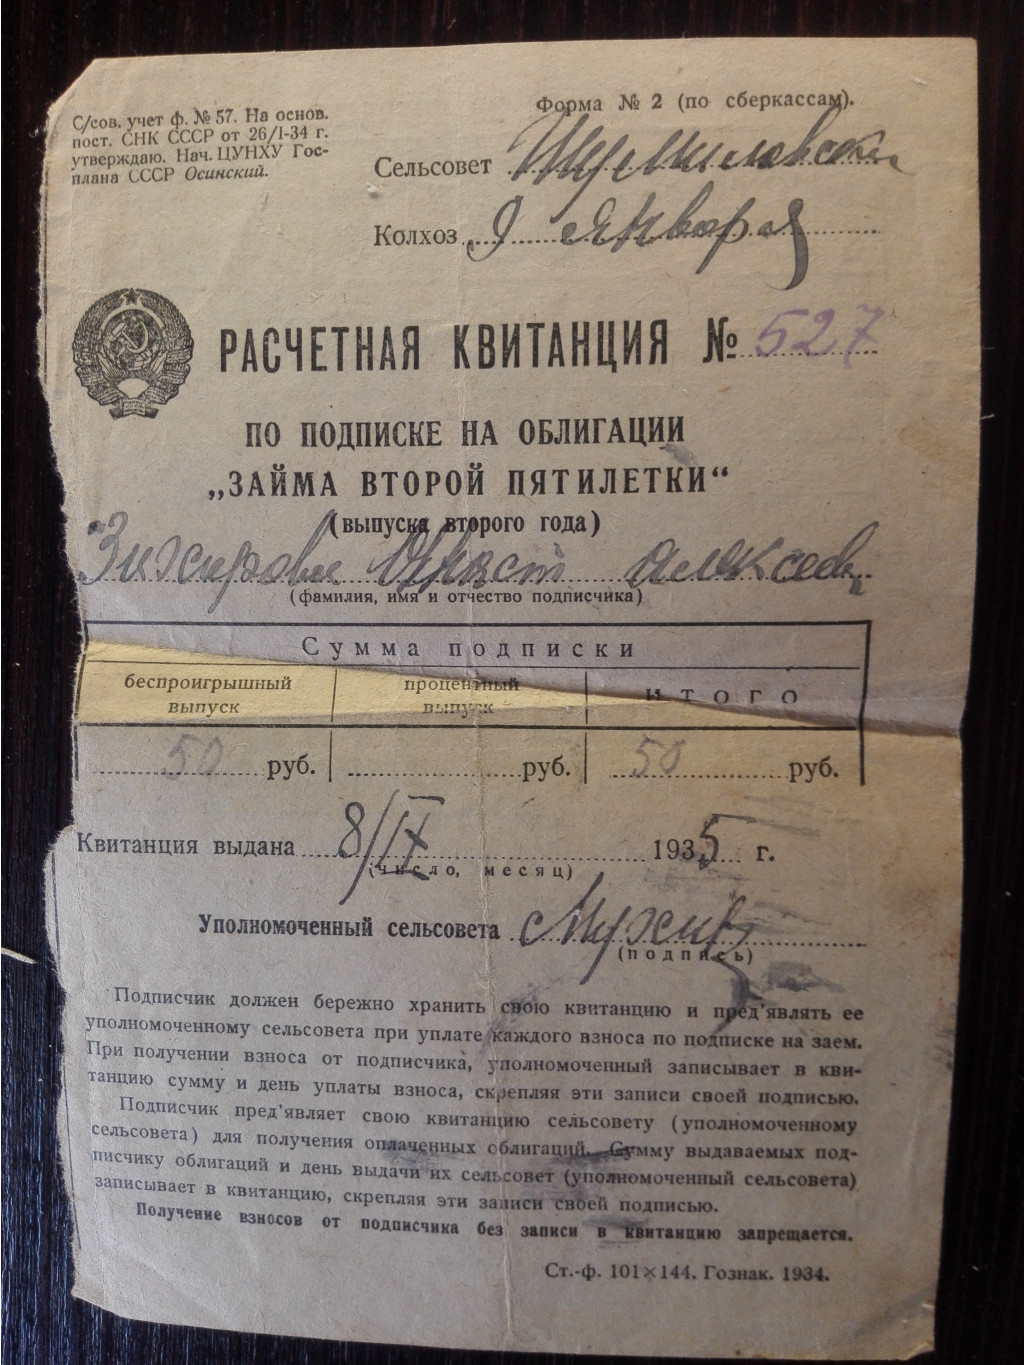 С/сов. учет ф. № 57. На основ.
пост. СНК СССР от 26/I-34 г.
утверждаю. Нач. ЦУНХУ Гос-
плана СССР Осинский.
Форма № 2 (по сберкассам).
Сельсовет
Колхоз 9 января
РАСЧЕТНАЯ КВИТАНЦИЯ № 527
ПО ПОДПИСКЕ НА ОБЛИГАЦИИ
„ЗАЙМА ВТОРОЙ ПЯТИЛЕТКИ“
(выпуска второго года)
(фамилия, имя и отчество подписчика)
Сумма подписки
беспроигрышный выпуск
процентный выпуск
ИТОГО
50 руб.
руб.
50 руб.
Квитанция выдана 8/IX 1935 г.
(число, месяц)
Уполномоченный сельсовета
(подпись)
Подписчик должен бережно хранить свою квитанцию и пред'являть ее
уполномоченному сельсовета при уплате каждого взноса по подписке на заем.
При получении взноса от подписчика, уполномоченный записывает в кви-
танцию сумму и день уплаты взноса, скрепляя эти записи своей подписью.
Подписчик пред'являет свою квитанцию сельсовету (уполномоченному
сельсовета) для получения оплаченных облигаций. Сумму выдаваемых под-
писчику облигаций и день выдачи их сельсовет (уполномоченный сельсовета)
записывает в квитанцию, скрепляя эти записи своей подписью.
Получение взносов от подписчика без записи в квитанцию запрещается.
Ст.-ф. 101×144. Гознак. 1934.